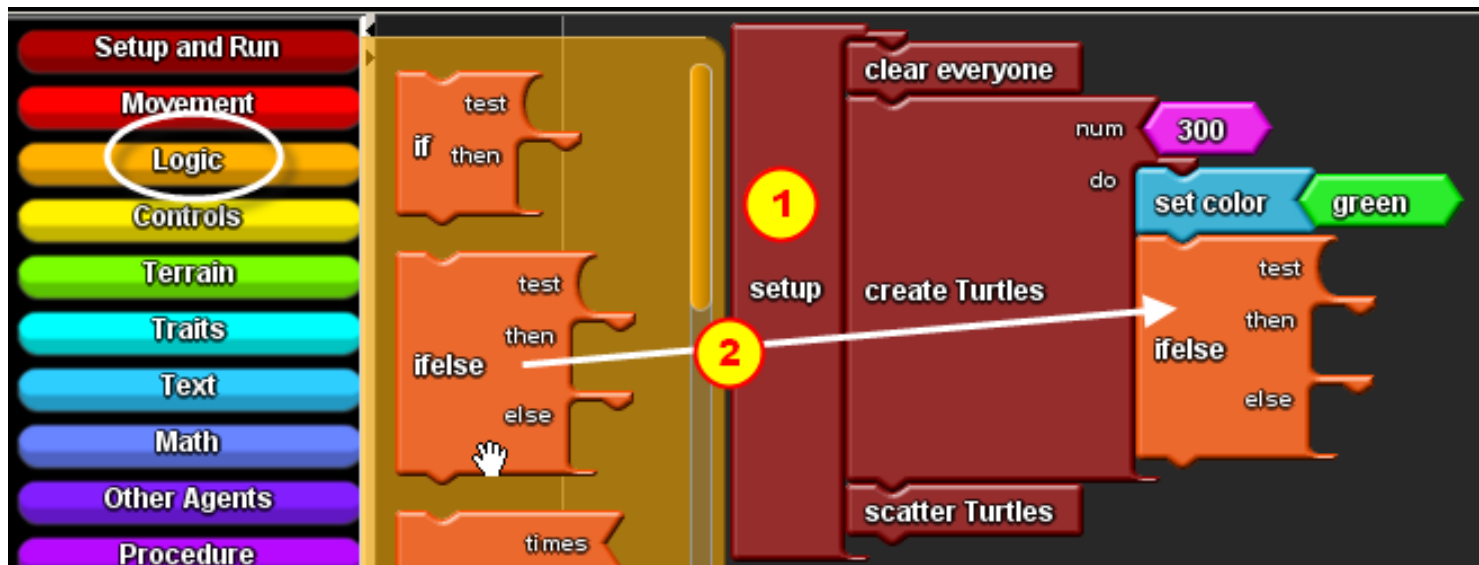 Setup and Run
Movement
Logic
Controls
Terrain
Traits
Text
Math
Other Agents
Procedure
test
if then
test
then
ifelse
else
times
1
2
setup
clear everyone
num 300
do
set color green
create Turtles
test
then
ifelse
else
scatter Turtles